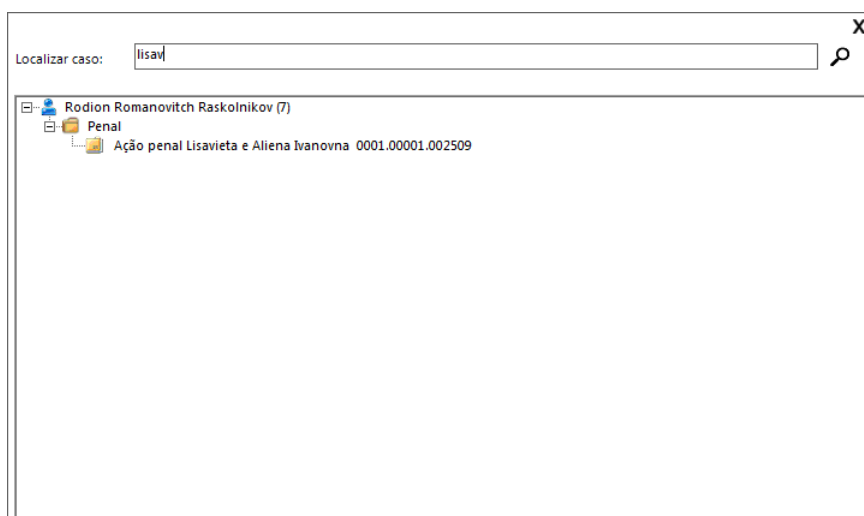 X
Localizar caso: lisav
Rodion Romanovitch Raskolnikov (7)
Penal
Ação penal Lisavieta e Aliena Ivanovna 0001.00001.002509